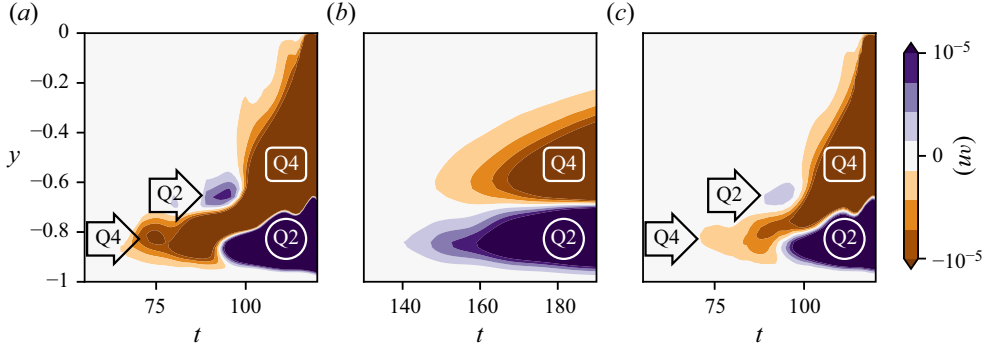 (a) (b) (c)
0 10⁻⁵
−0.2
−0.4
y Q4 Q4 Q4 0 ⟨uv⟩
−0.6 Q2 Q2
−0.8 Q4 Q2 Q2 Q4 Q2
−1 −10⁻⁵
75 100 140 160 180 75 100
t t t